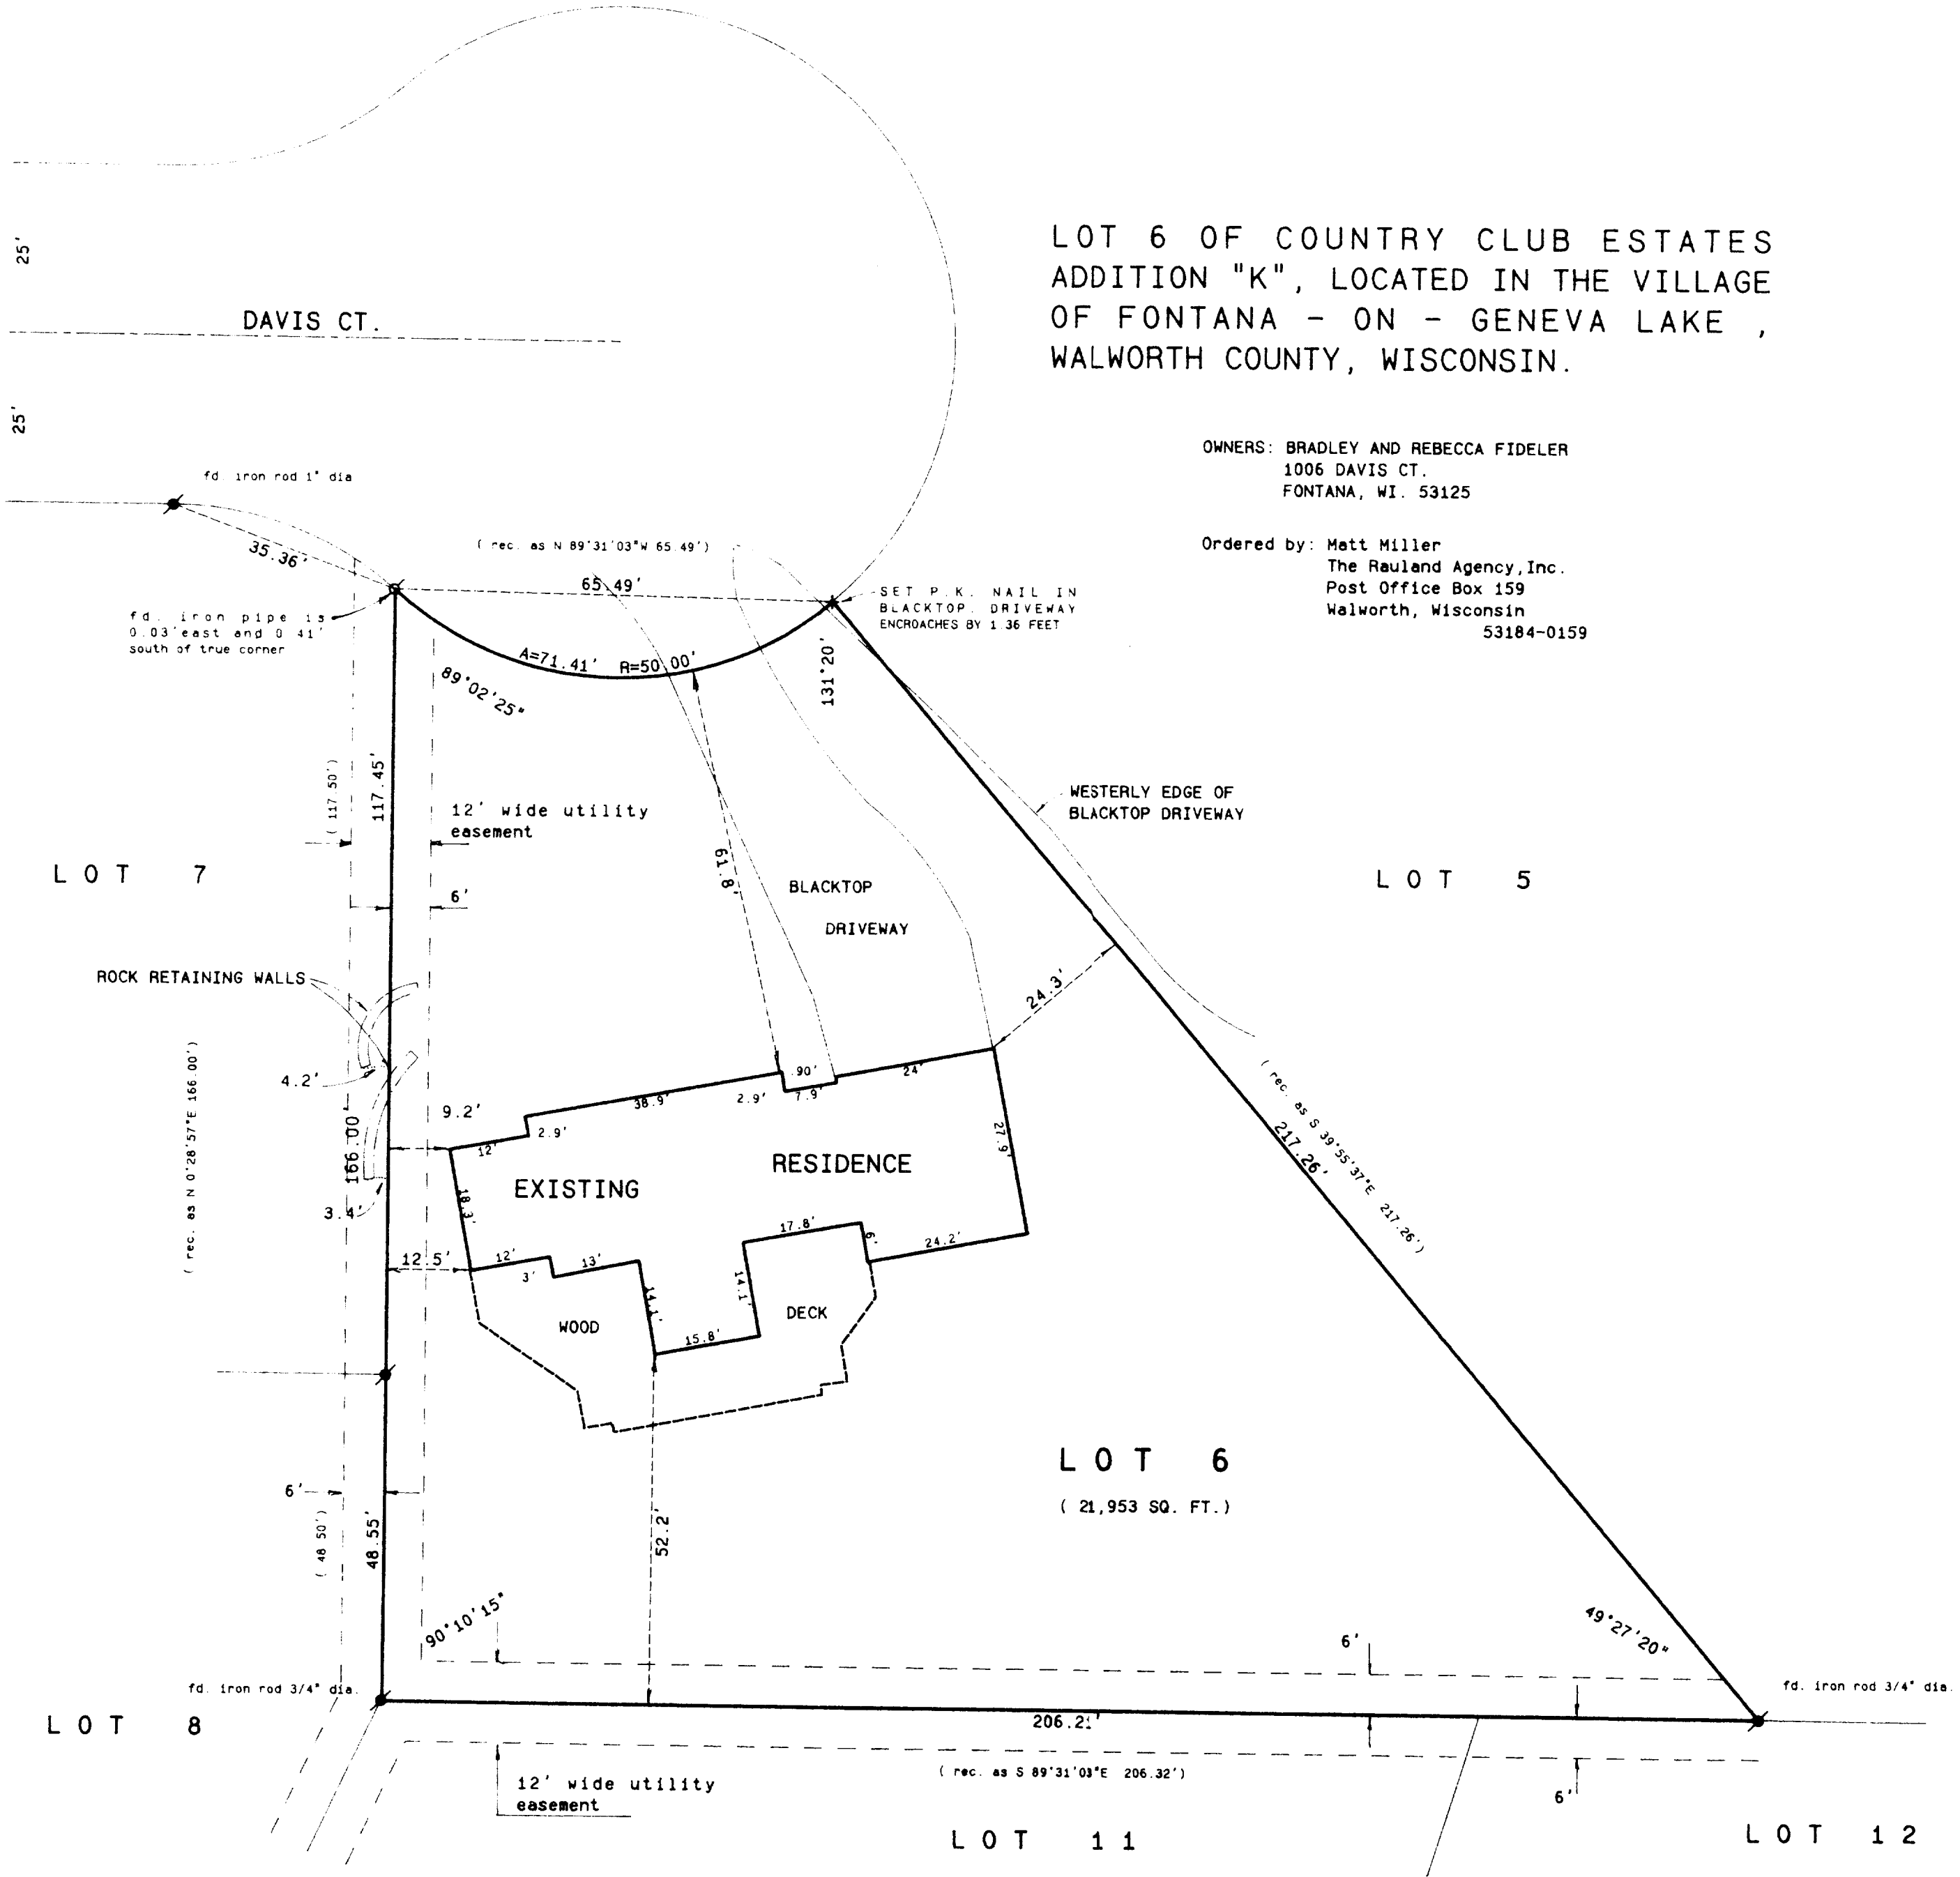 LOT 6 OF COUNTRY CLUB ESTATES
ADDITION "K", LOCATED IN THE VILLAGE
OF FONTANA - ON - GENEVA LAKE ,
WALWORTH COUNTY, WISCONSIN.
25'
DAVIS CT.
25'
OWNERS: BRADLEY AND REBECCA FIDELER
1006 DAVIS CT.
FONTANA, WI. 53125
Ordered by: Matt Miller
The Rauland Agency,Inc.
Post Office Box 159
Walworth, Wisconsin
53184-0159
fd. iron rod 1" dia
35.36'
( rec. as N 89°31'03"W 65.49')
65.49'
SET P.K. NAIL IN
BLACKTOP. DRIVEWAY
ENCROACHES BY 1.36 FEET
fd. iron pipe is
0.03'east and 0.41'
south of true corner
A=71.41' R=50.00'
89°02'25"
131°20'
( 117.50')
117.45'
12' wide utility
easement
WESTERLY EDGE OF
BLACKTOP DRIVEWAY
LOT 7
6'
61.8'
BLACKTOP
DRIVEWAY
LOT 5
ROCK RETAINING WALLS
24.3'
4.2'
( rec. as N 0°28'57"E 166.00')
166.00'
9.2'
12'
2.9'
38.9'
2.9'
.90'
7.9'
24'
27.9'
( rec. as S 39°55'37"E 217.26')
217.26'
EXISTING
RESIDENCE
18.3'
3.4'
12.5'
12'
3'
13'
14.1'
15.8'
14.1'
17.8'
6'
24.2'
WOOD
DECK
LOT 6
( 21,953 SQ. FT.)
6'
( 48.50')
48.55'
52.2'
90°10'15"
6'
49°27'20"
fd. iron rod 3/4" dia.
fd. iron rod 3/4" dia.
LOT 8
206.21'
( rec. as S 89°31'03"E 206.32')
12' wide utility
easement
6'
LOT 11
LOT 12